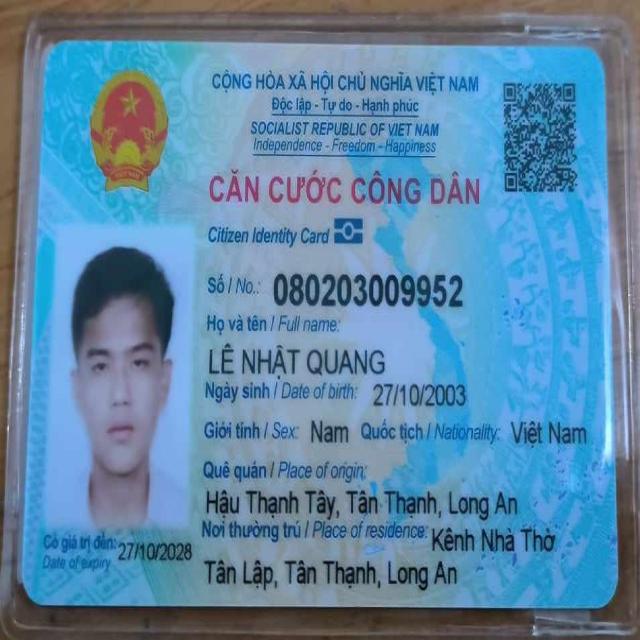 CỘNG HÒA XÃ HỘI CHỦ NGHĨA VIỆT NAM
Độc lập - Tự do - Hạnh phúc
SOCIALIST REPUBLIC OF VIET NAM
Independence - Freedom - Happiness
CĂN CƯỚC CÔNG DÂN
Citizen Identity Card
Số / No.: 080203009952
Họ và tên / Full name:
LÊ NHẬT QUANG
Ngày sinh / Date of birth: 27/10/2003
Giới tính / Sex: Nam Quốc tịch / Nationality: Việt Nam
Quê quán / Place of origin:
Hậu Thạnh Tây, Tân Thạnh, Long An
Nơi thường trú / Place of residence: Kênh Nhà Thờ
Tân Lập, Tân Thạnh, Long An
Có giá trị đến: 27/10/2028
Date of expiry